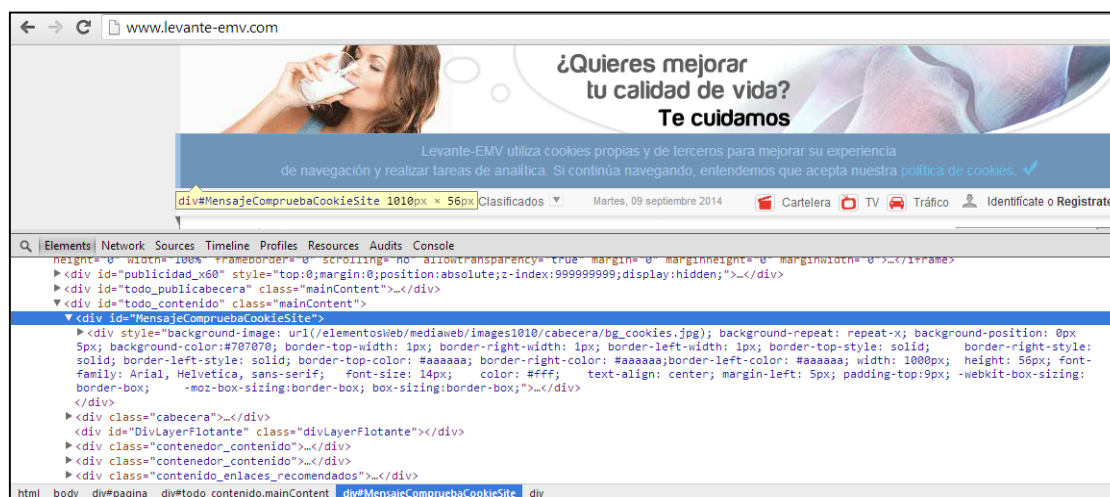 www.levante-emv.com
¿Quieres mejorar
tu calidad de vida?
Te cuidamos
Levante-EMV utiliza cookies propias y de terceros para mejorar su experiencia
de navegación y realizar tareas de analítica. Si continúa navegando, entendemos que acepta nuestra política de cookies.
div#MensajeCompruebaCookieSite 1010px × 56px Clasificados Martes, 09 septiembre 2014 Cartelera TV Tráfico Identifícate o Regístrate
Elements Network Sources Timeline Profiles Resources Audits Console
height="0" width="100%" frameborder="0" scrolling="no" allowtransparency="true" margin="0" marginheight="0" marginwidth="0">…</iframe>
<div id="publicidad_x60" style="top:0;margin:0;position:absolute;z-index:999999999;display:hidden;">…</div>
<div id="todo_publicabecera" class="mainContent">…</div>
<div id="todo_contenido" class="mainContent">
<div id="MensajeCompruebaCookieSite">
<div style="background-image: url(/elementosWeb/mediaweb/images1010/cabecera/bg_cookies.jpg); background-repeat: repeat-x; background-position: 0px
5px; background-color:#707070; border-top-width: 1px; border-right-width: 1px; border-left-width: 1px; border-top-style: solid; border-right-style:
solid; border-left-style: solid; border-top-color: #aaaaaa; border-right-color: #aaaaaa;border-left-color: #aaaaaa; width: 1000px; height: 56px; font-
family: Arial, Helvetica, sans-serif; font-size: 14px; color: #fff; text-align: center; margin-left: 5px; padding-top:9px; -webkit-box-sizing:
border-box; -moz-box-sizing:border-box; box-sizing:border-box;">…</div>
</div>
<div class="cabecera">…</div>
<div id="DivLayerFlotante" class="divLayerFlotante"></div>
<div class="contenedor_contenido">…</div>
<div class="contenedor_contenido">…</div>
<div class="contenido_enlaces_recomendados">…</div>
html body div#pagina div#todo_contenido.mainContent div#MensajeCompruebaCookieSite div